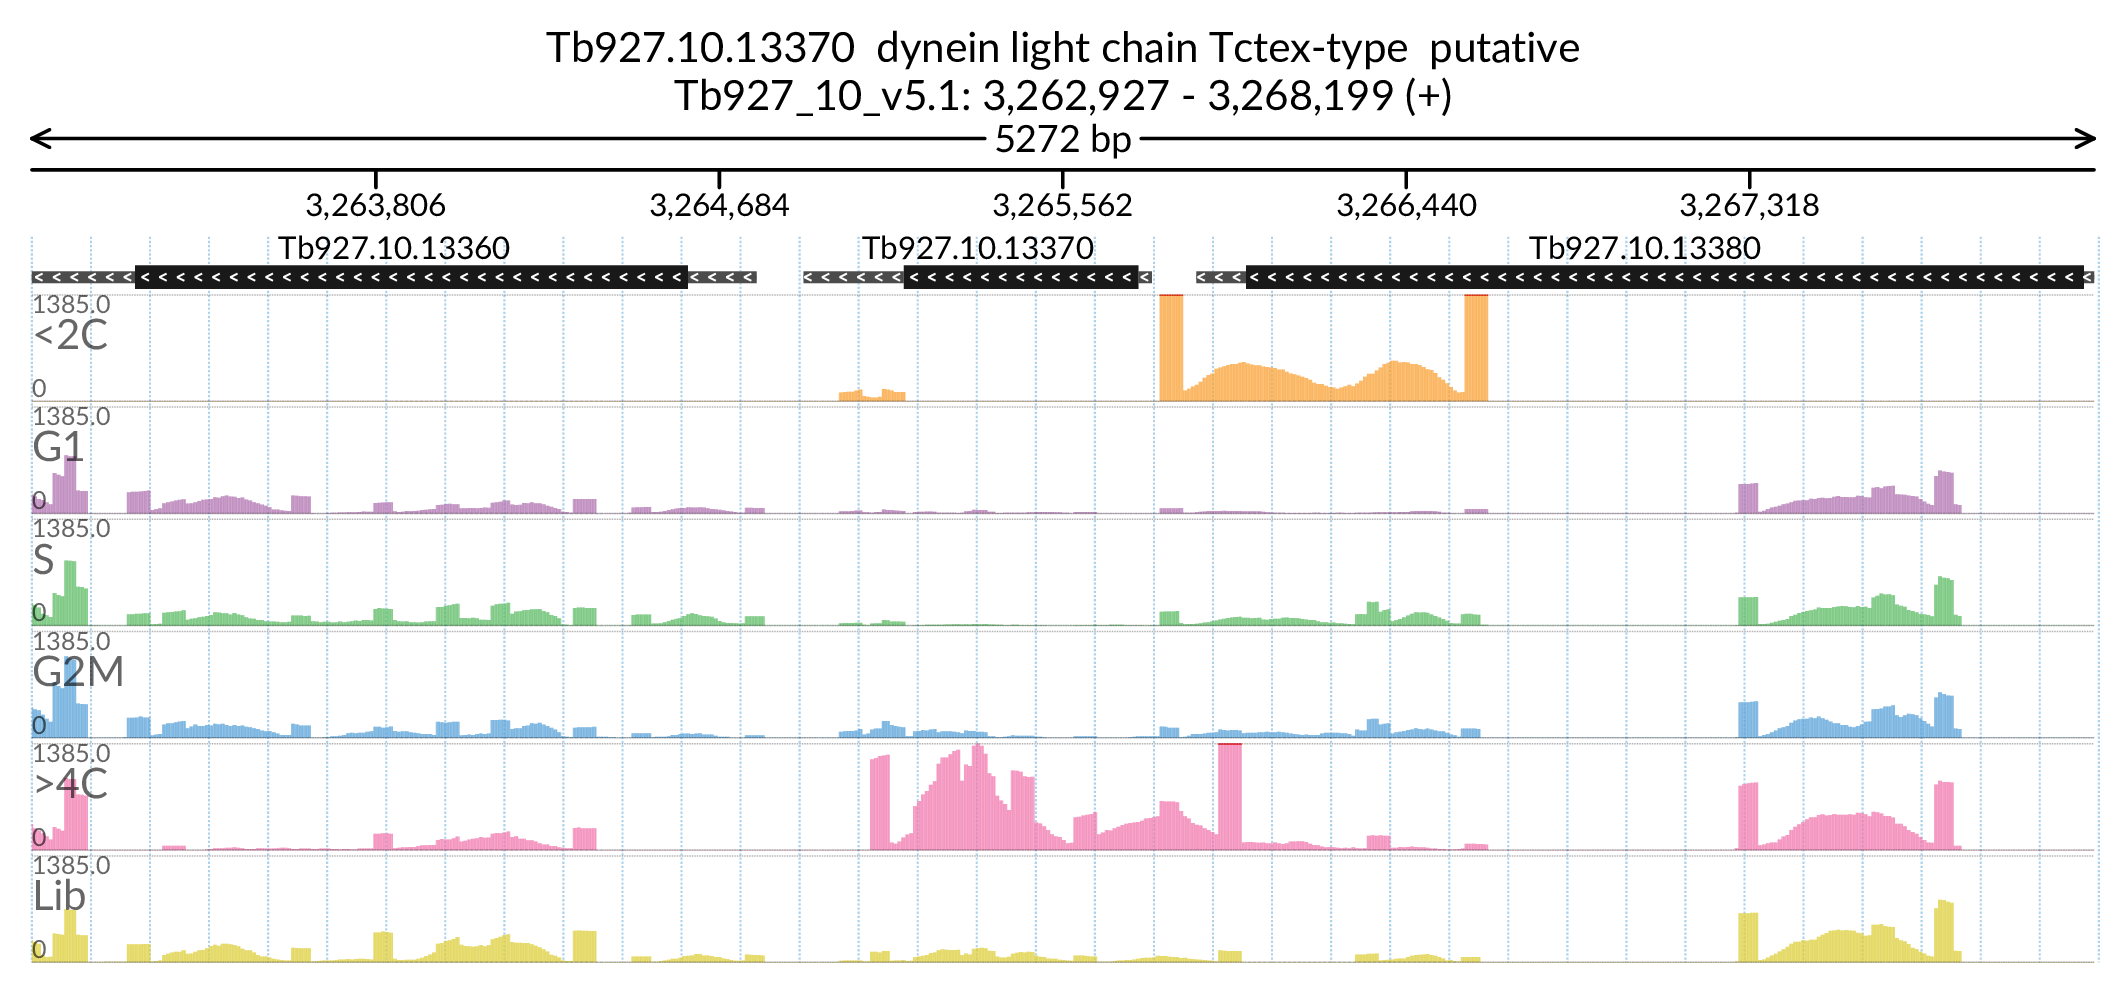 Tb927.10.13370  dynein light chain Tctex-type  putative
Tb927_10_v5.1: 3,262,927 - 3,268,199 (+)
5272 bp
3,263,806 3,264,684 3,265,562 3,266,440 3,267,318
Tb927.10.13360 Tb927.10.13370 Tb927.10.13380
1385.0
<2C
0
1385.0
G1
0
1385.0
S
0
1385.0
G2M
0
1385.0
>4C
0
1385.0
Lib
0